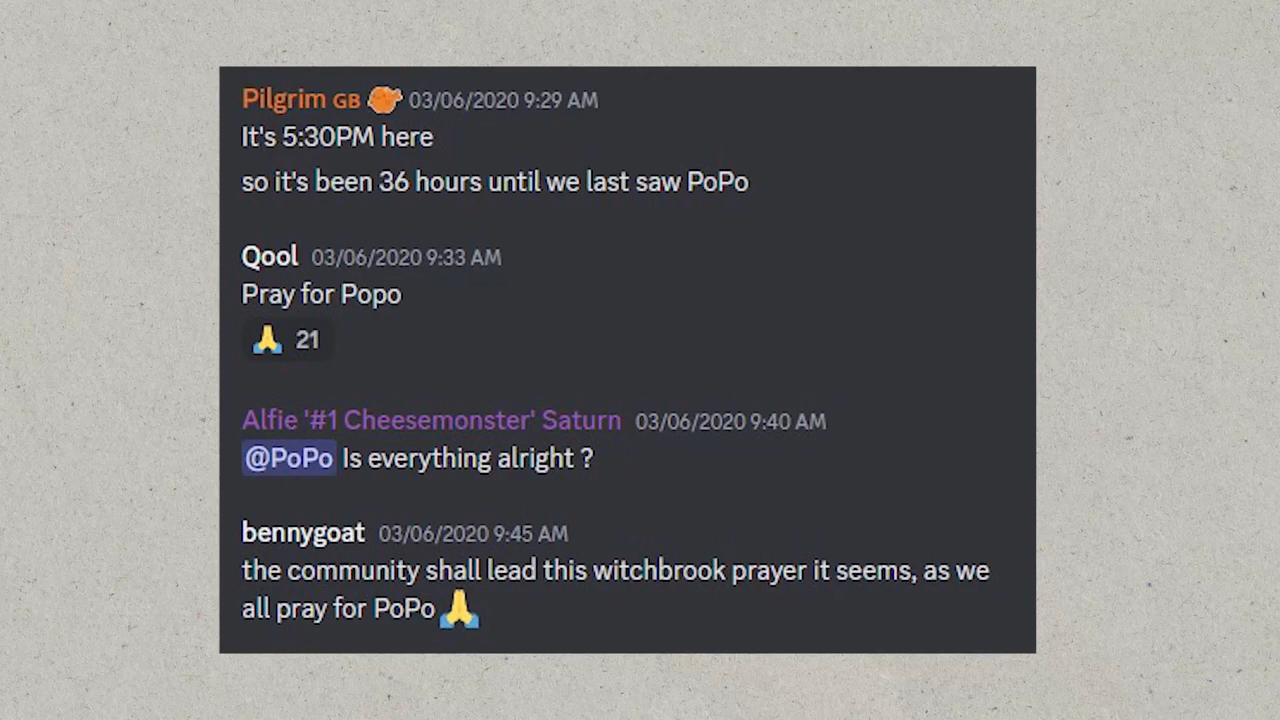 Pilgrim GB 03/06/2020 9:29 AM
It's 5:30PM here
so it's been 36 hours until we last saw PoPo
Qool 03/06/2020 9:33 AM
Pray for Popo
🙏 21
Alfie '#1 Cheesemonster' Saturn 03/06/2020 9:40 AM
@PoPo Is everything alright ?
bennygoat 03/06/2020 9:45 AM
the community shall lead this witchbrook prayer it seems, as we
all pray for PoPo 🙏